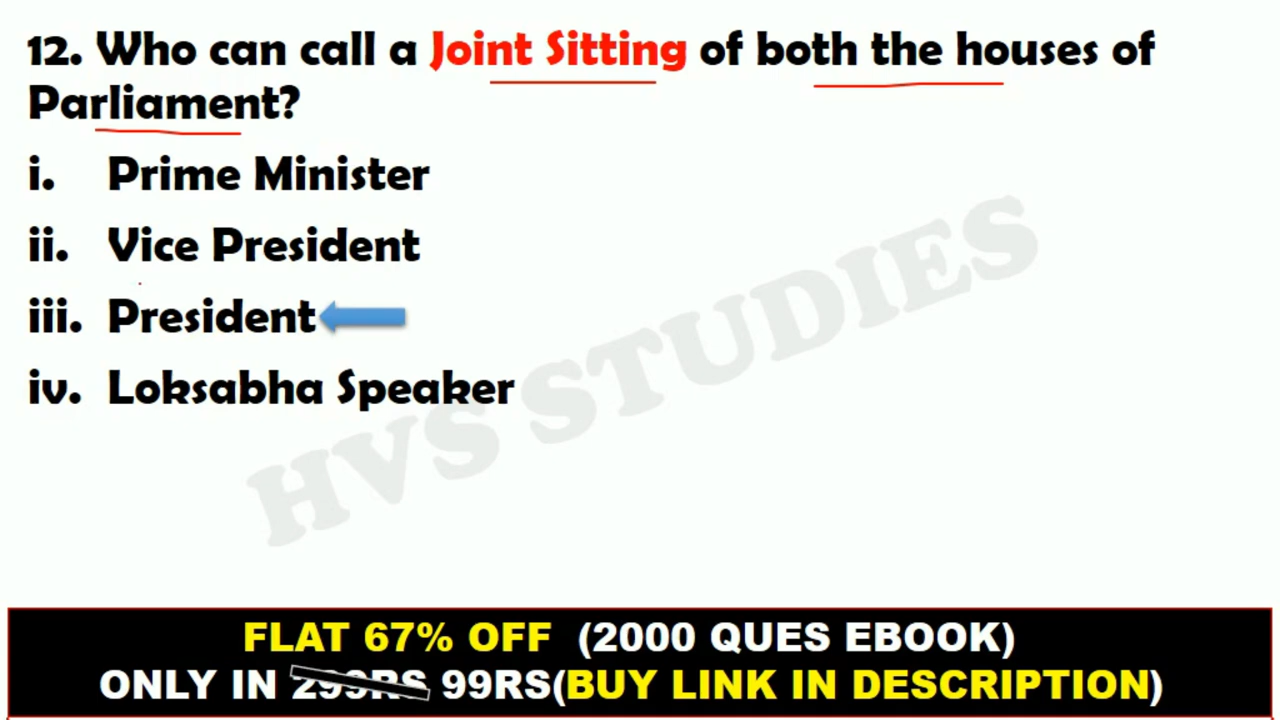 12. Who can call a Joint Sitting of both the houses of
Parliament?
i. Prime Minister
ii. Vice President
iii. President
iv. Loksabha Speaker
HVS STUDIES
FLAT 67% OFF (2000 QUES EBOOK)
ONLY IN 299RS 99RS(BUY LINK IN DESCRIPTION)